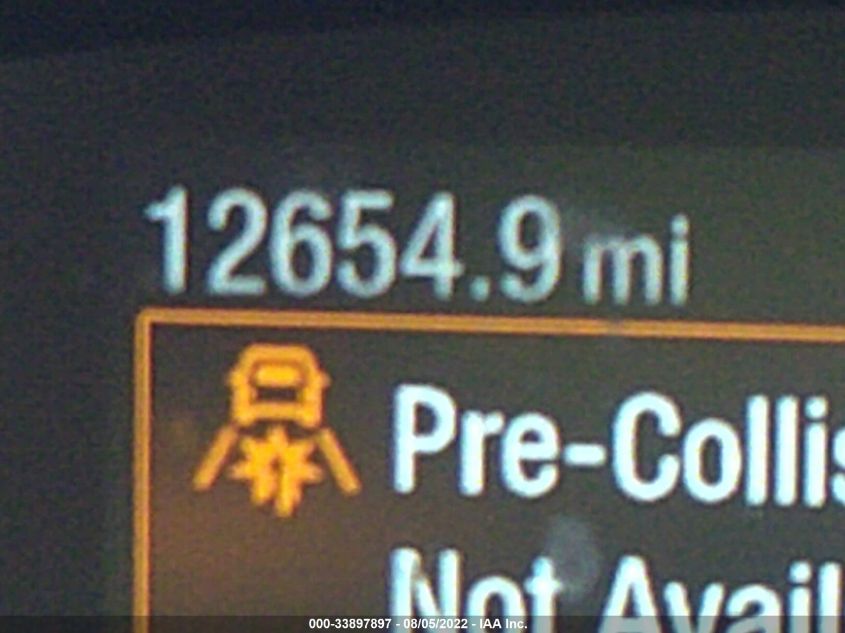 12654.9 mi
Pre-Collis
Not Avail
000-33897897 - 08/05/2022 - IAA Inc.